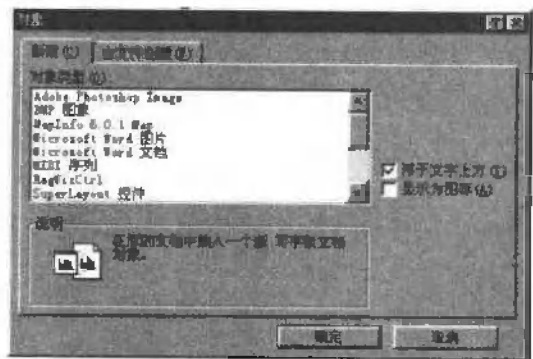 对象
新建(C) 由文件创建(F)
对象类型(O)
Adobe Photoshop Image
BMP 图象
MapInfo 6.0.1 Map
Microsoft Word 图片
Microsoft Word 文档
MIDI 序列
SuperLayout 控件
浮于文字上方(E)
显示为图标(A)
说明
在您的文档中插入一个新 写字板文档
对象。
确定 取消